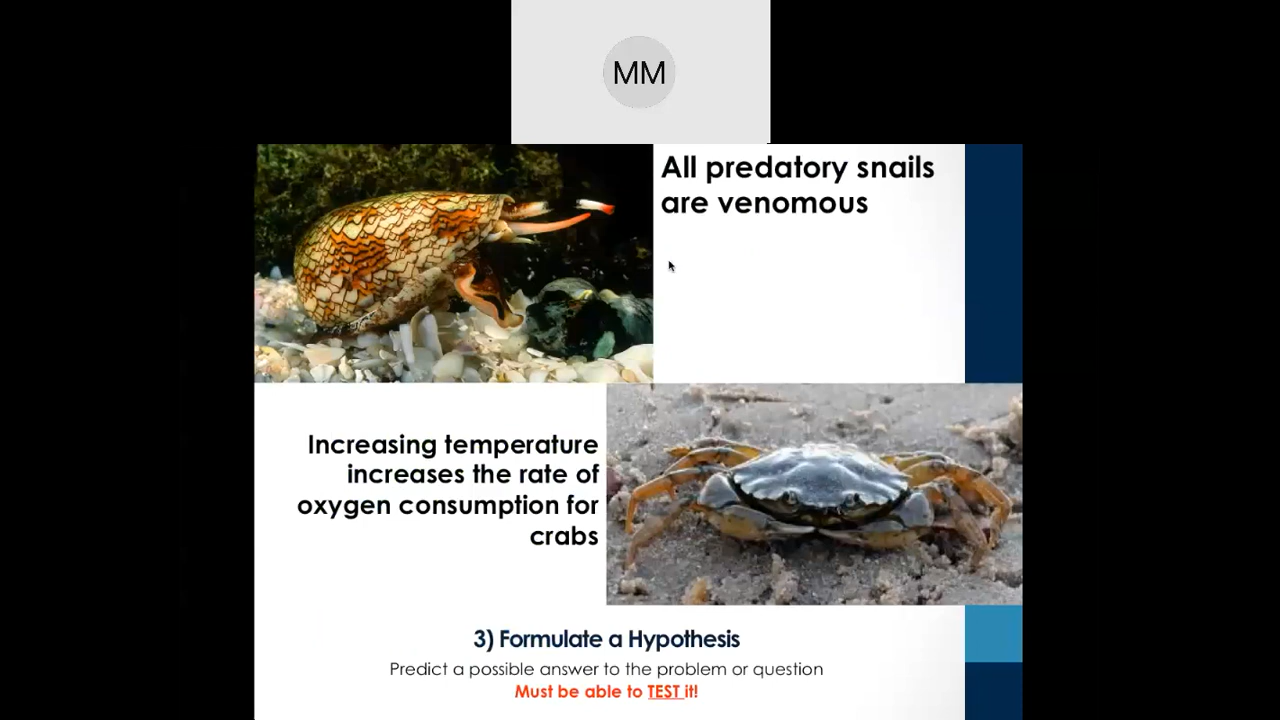 MM
All predatory snails
are venomous
Increasing temperature
increases the rate of
oxygen consumption for
crabs
3) Formulate a Hypothesis
Predict a possible answer to the problem or question
Must be able to TEST it!